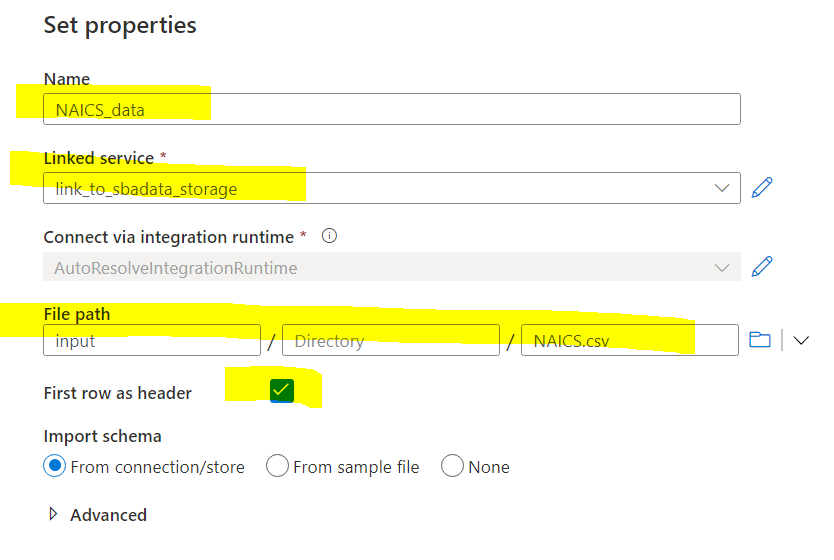 Set properties
Name
NAICS_data
Linked service *
link_to_sbadata_storage
Connect via integration runtime *
AutoResolveIntegrationRuntime
File path
input / Directory / NAICS.csv
First row as header
Import schema
From connection/store From sample file None
Advanced